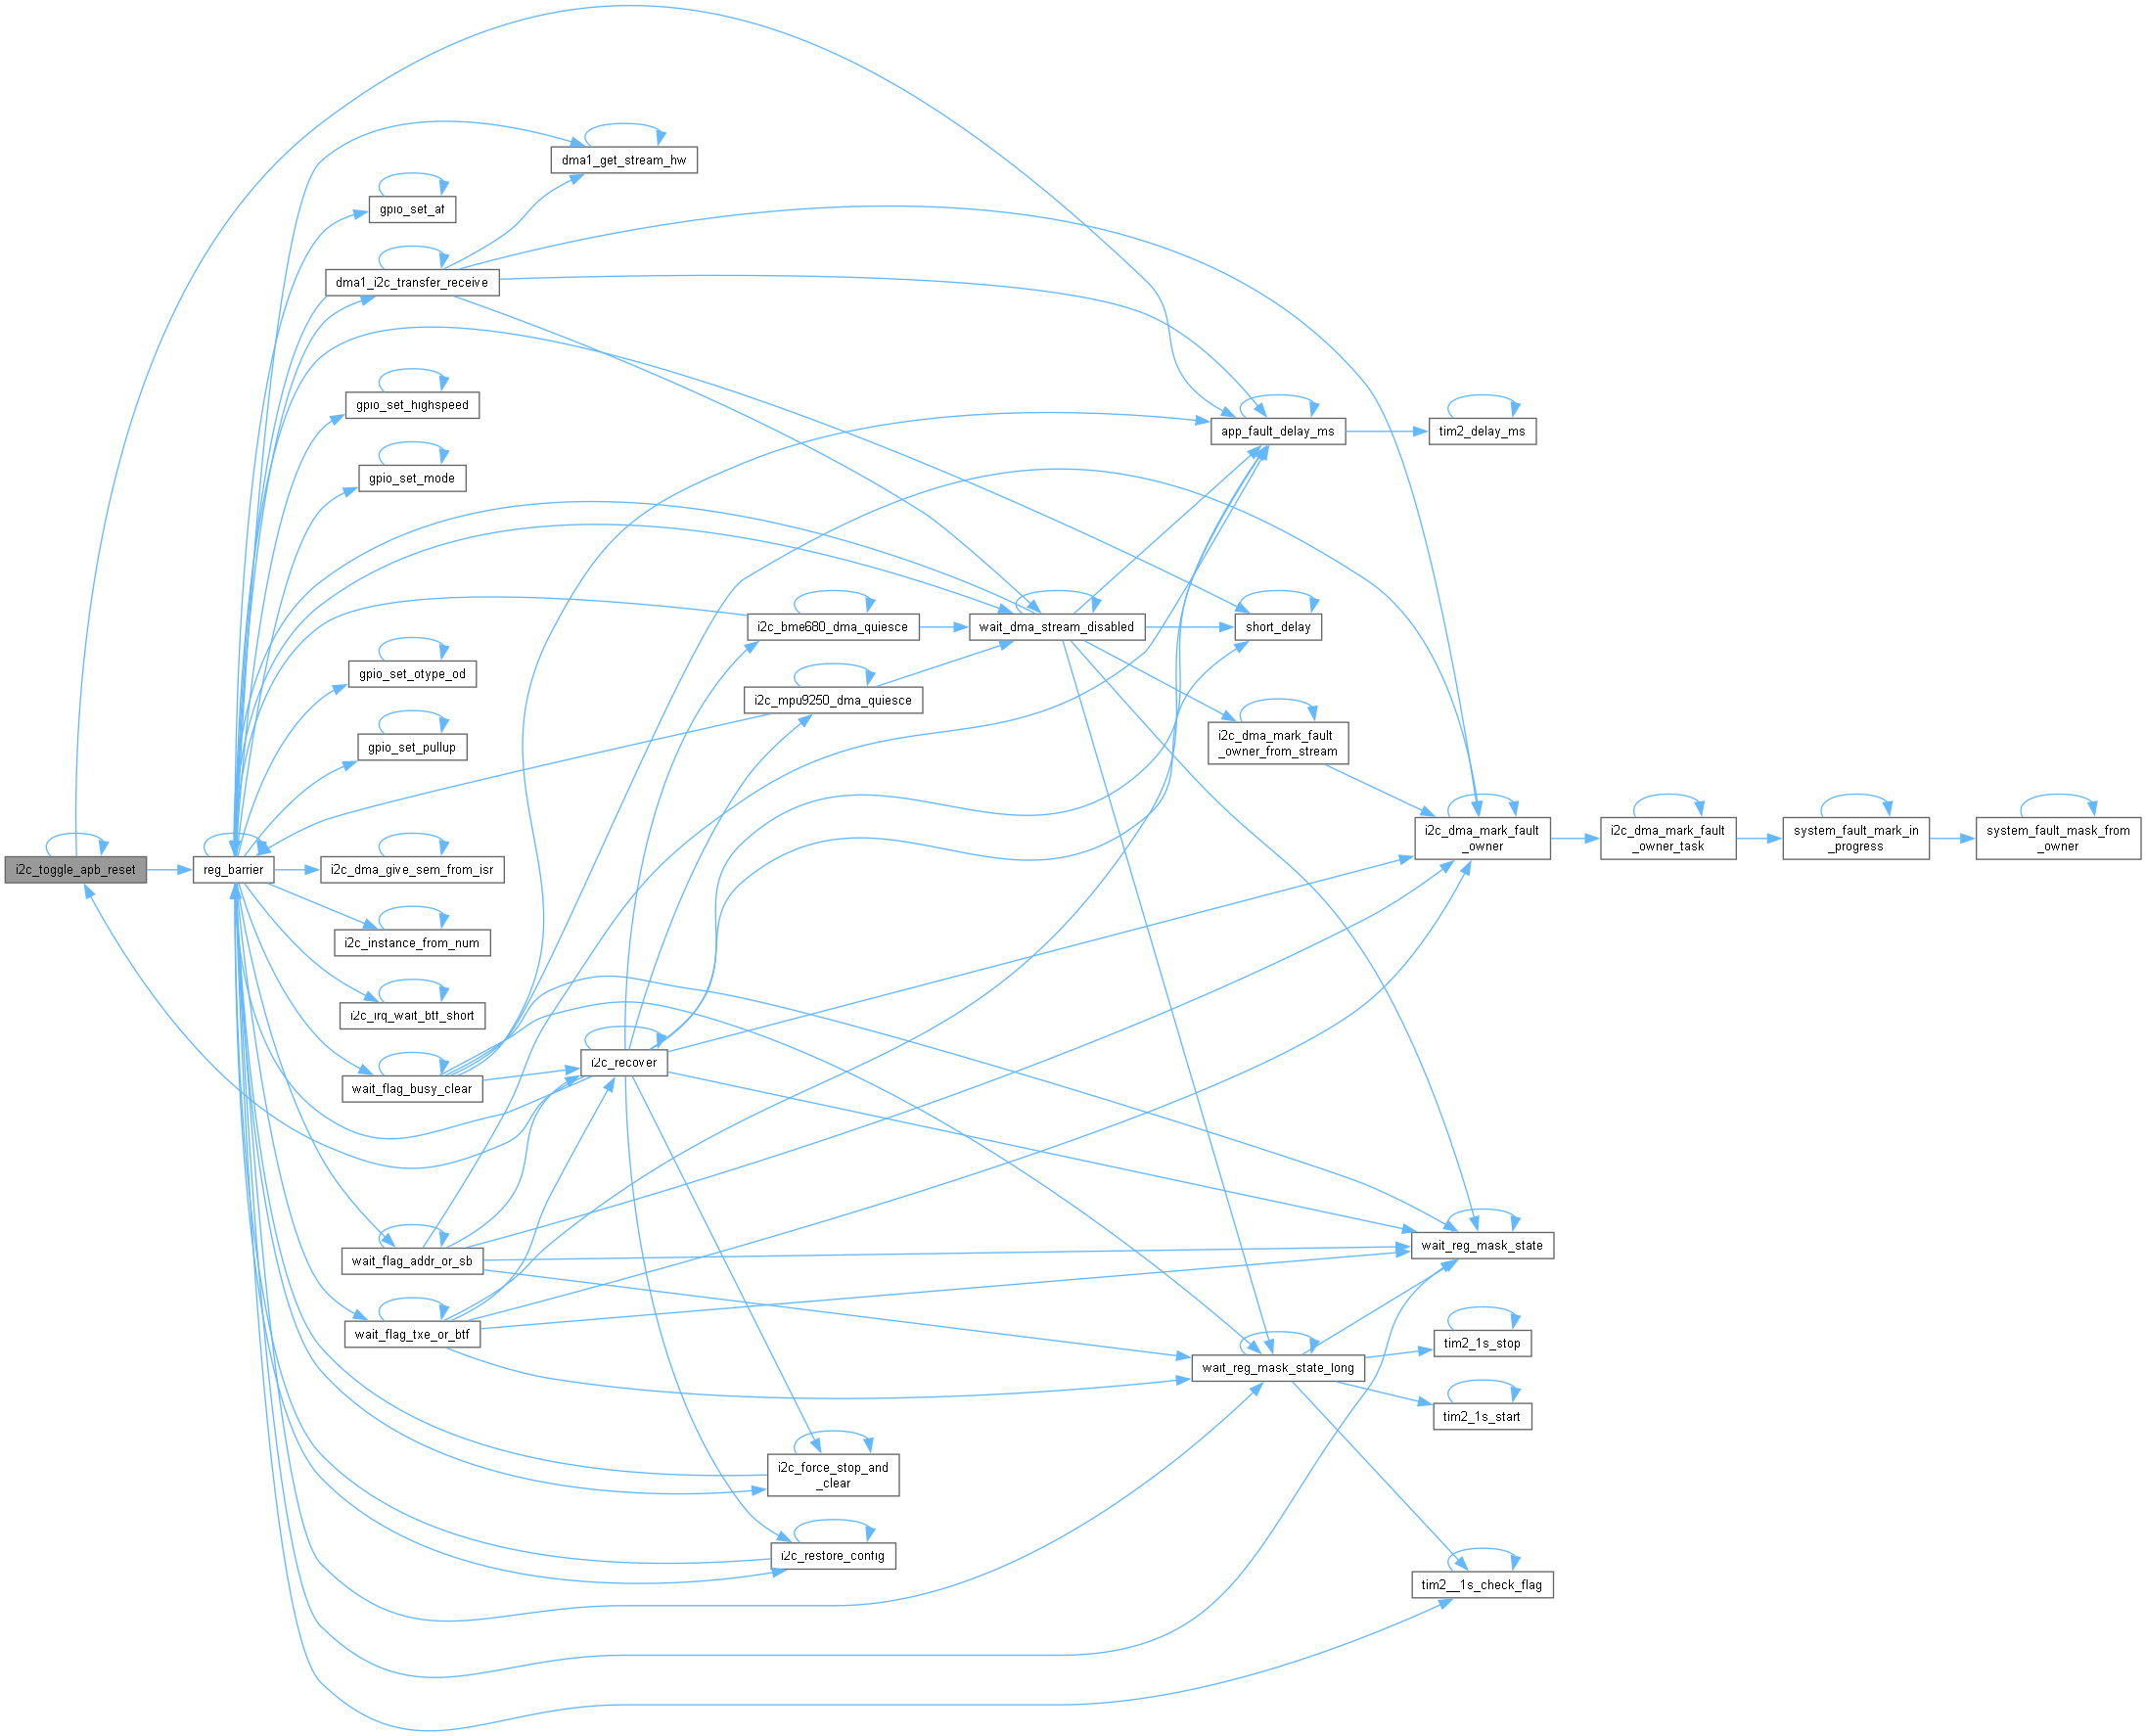 dma1_get_stream_hw
gpio_set_af
dma1_i2c_transfer_receive
gpio_set_highspeed
app_fault_delay_ms
tim2_delay_ms
gpio_set_mode
i2c_bme680_dma_quiesce
wait_dma_stream_disabled
short_delay
gpio_set_otype_od
i2c_mpu9250_dma_quiesce
gpio_set_pullup
i2c_dma_mark_fault
_owner_from_stream
i2c_toggle_apb_reset
reg_barrier
i2c_dma_give_sem_from_isr
i2c_dma_mark_fault
_owner
i2c_dma_mark_fault
_owner_task
system_fault_mark_in
_progress
system_fault_mask_from
_owner
i2c_instance_from_num
i2c_irq_wait_btf_short
i2c_recover
wait_flag_busy_clear
wait_flag_addr_or_sb
wait_reg_mask_state
wait_flag_txe_or_btf
tim2_1s_stop
wait_reg_mask_state_long
tim2_1s_start
i2c_force_stop_and
_clear
i2c_restore_config
tim2__1s_check_flag